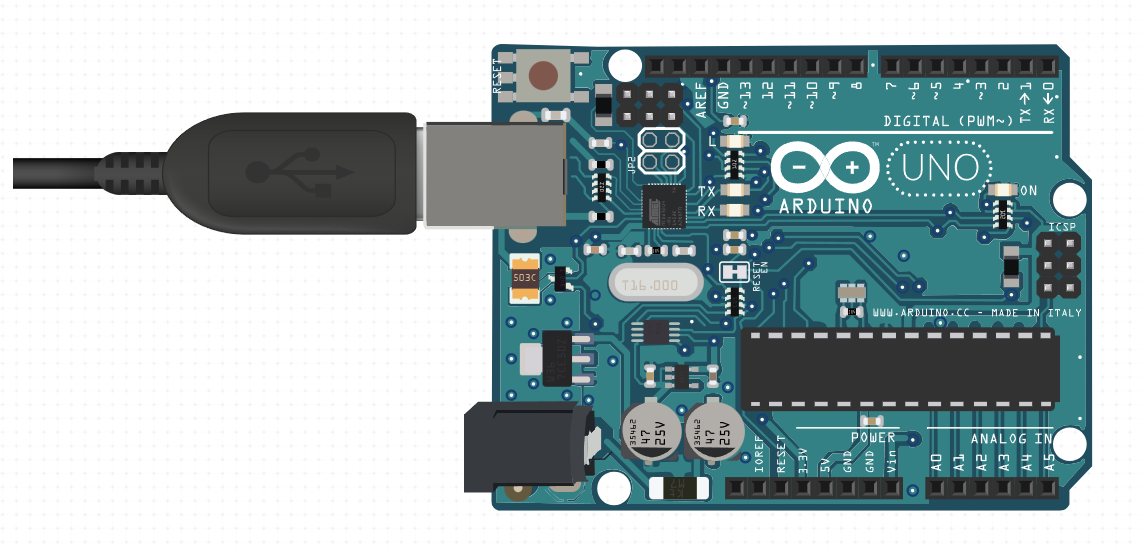 RESET
AREF
GND
~13
12
~11
~10
~9
8
7
~6
~5
4
~3
2
TX→1
RX←0
DIGITAL (PWM~)
JP2
L
TX
RX
™
UNO
ARDUINO
ON
ICSP
503C
T16.000
RESET EN
WWW.ARDUINO.CC - MADE IN ITALY
35462
47
25V
35462
47
25V
POWER
ANALOG IN
IOREF
RESET
3.3V
5V
GND
GND
Vin
A0
A1
A2
A3
A4
A5